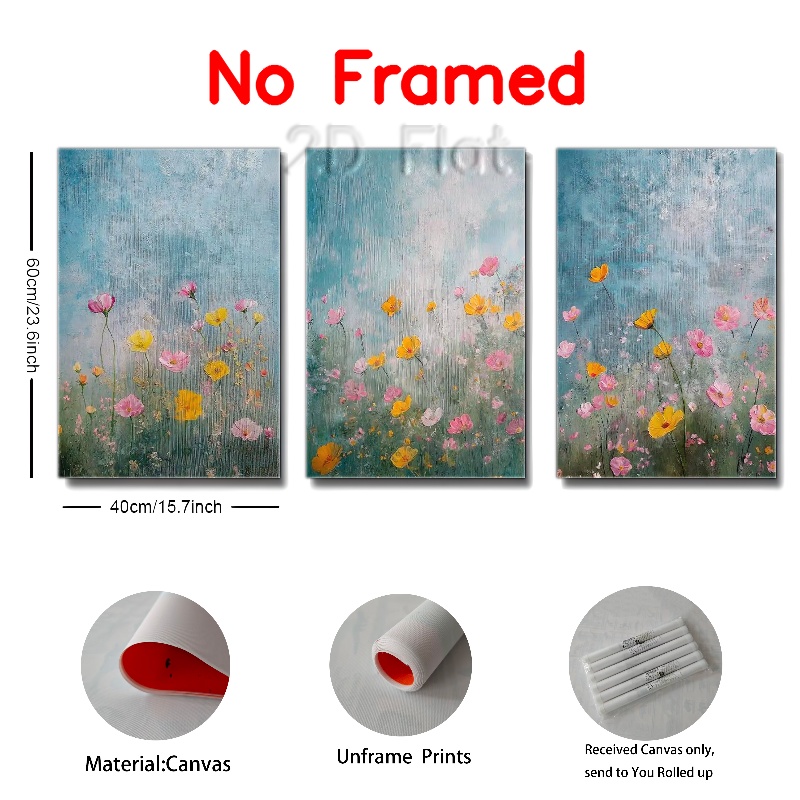 No Framed
2D Flat
60cm/23.6inch
40cm/15.7inch
Material:Canvas
Unframe Prints
Received Canvas only,
send to You Rolled up